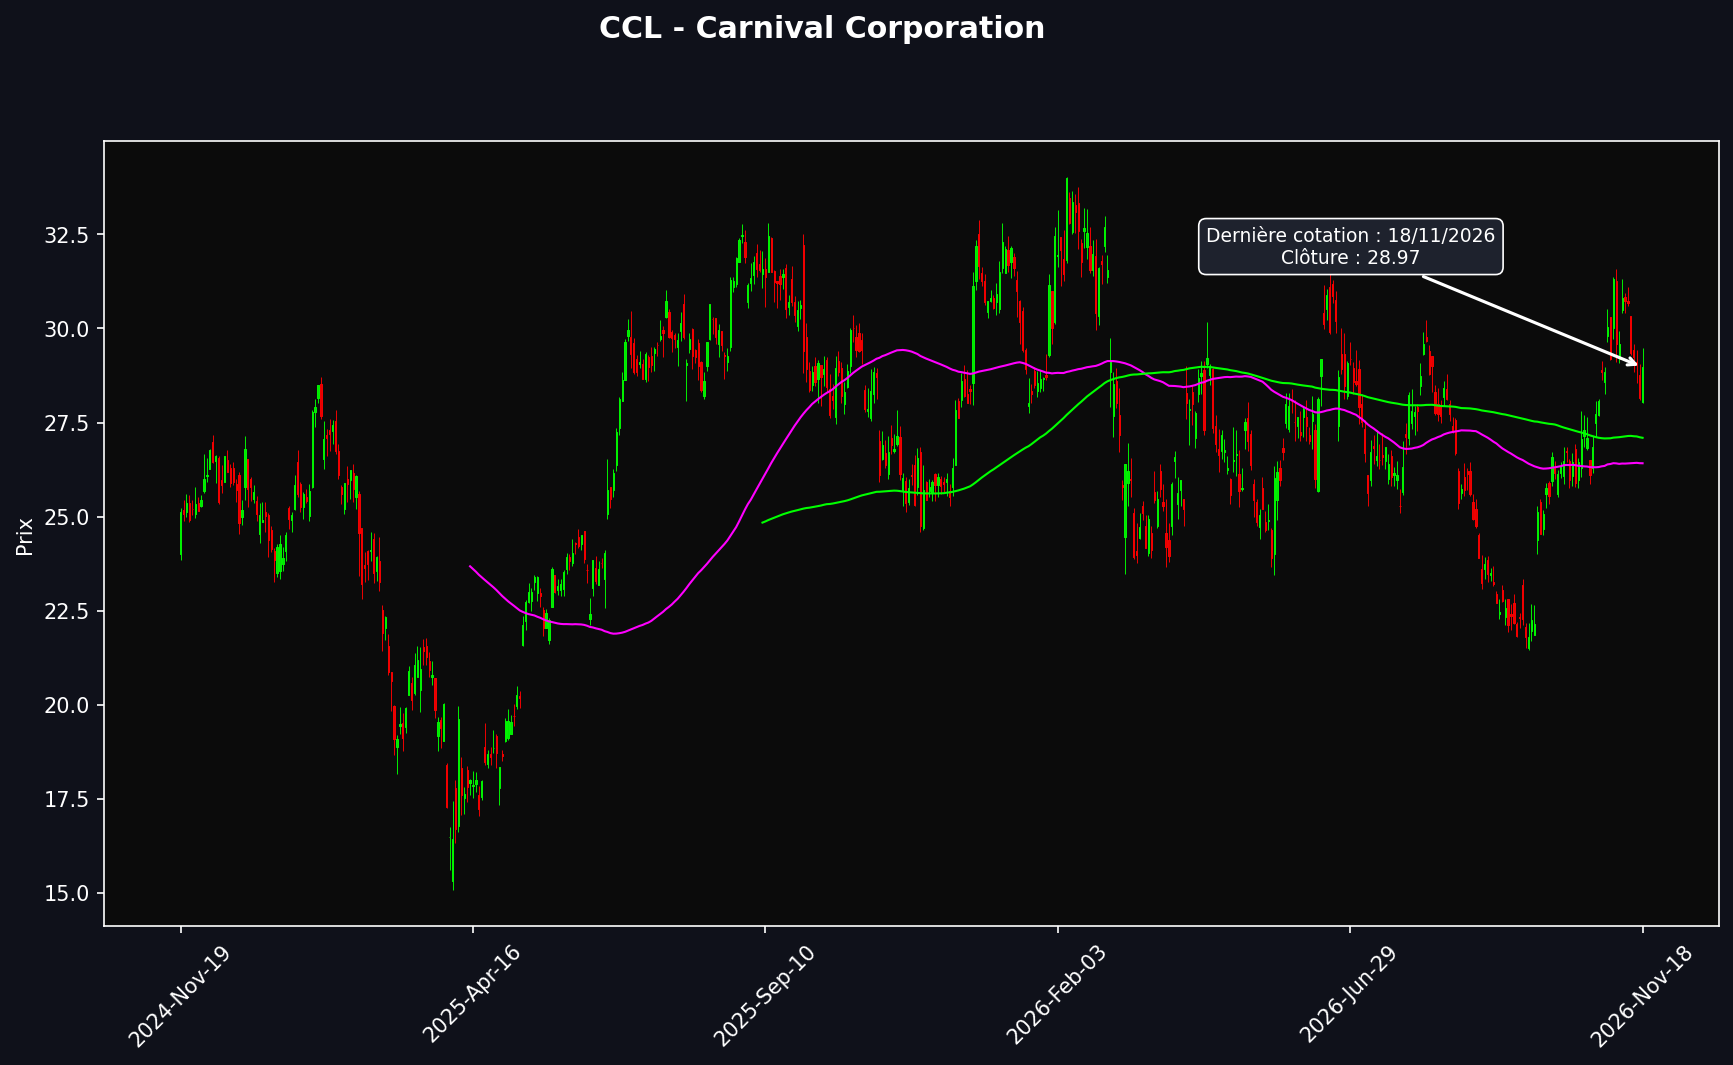 CCL - Carnival Corporation
Dernière cotation : 18/11/2026
Clôture : 28.97
Prix
32.5
30.0
27.5
25.0
22.5
20.0
17.5
15.0
2024-Nov-19
2025-Apr-16
2025-Sep-10
2026-Feb-03
2026-Jun-29
2026-Nov-18